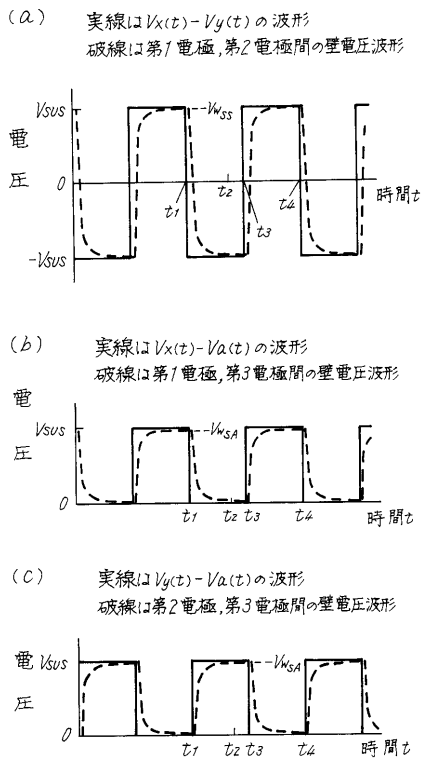 (a) 実線はVx(t)-Vy(t)の波形
破線は第1電極,第2電極間の壁電圧波形
電圧
Vsus
VwSS
0
t1
t2
t3
t4
時間t
-Vsus
(b) 実線はVx(t)-Va(t)の波形
破線は第1電極,第3電極間の壁電圧波形
電圧
Vsus
VwSA
0
t1 t2 t3 t4 時間t
(c) 実線はVy(t)-Va(t)の波形
破線は第2電極,第3電極間の壁電圧波形
電圧
Vsus
VwSA
0
t1 t2 t3 t4 時間t